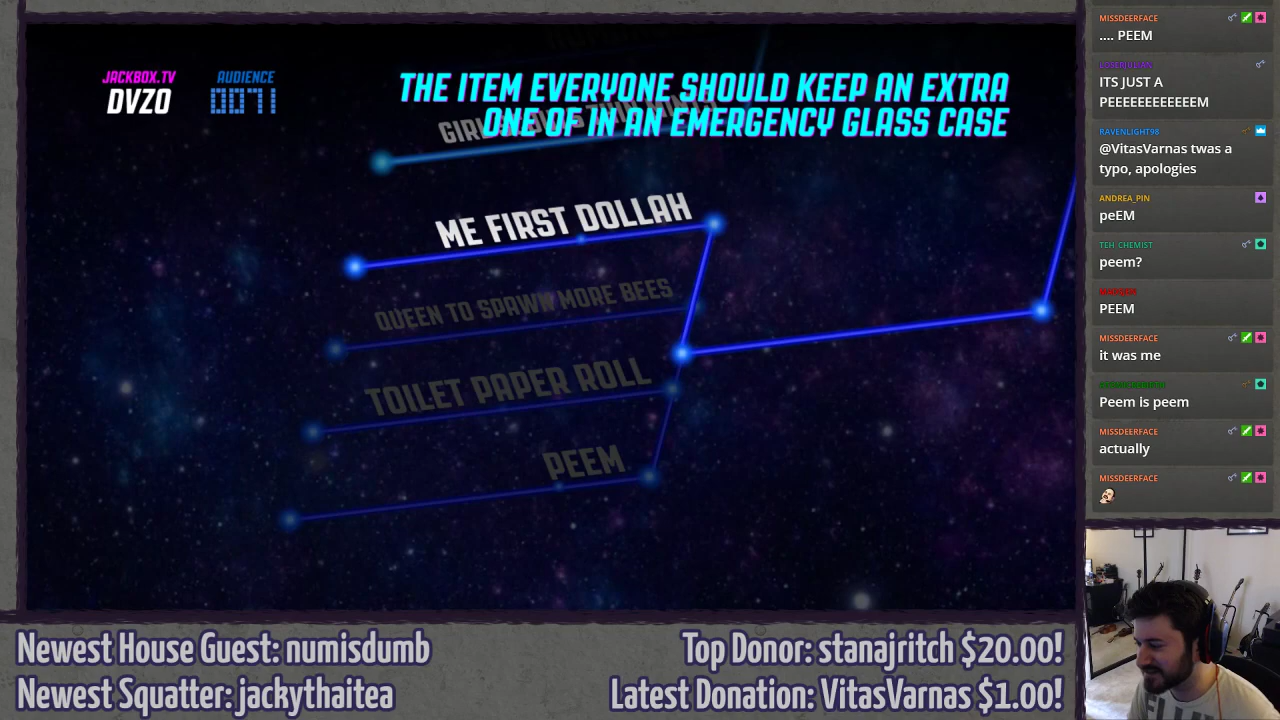 JACKBOX.TV
DVZO
AUDIENCE
0071
THE ITEM EVERYONE SHOULD KEEP AN EXTRA
ONE OF IN AN EMERGENCY GLASS CASE
ME FIRST DOLLAH
QUEEN TO SPAWN MORE BEES
TOILET PAPER ROLL
PEEM
MISSDEERFACE
.... PEEM
ITS JUST A
PEEEEEEEEEEEM
RAVENLIGHT98
@VitasVarnas twas a
typo, apologies
ANDREA_PIN
peEM
TEH CHEMIST
peem?
PEEM
MISSDEERFACE
it was me
Peem is peem
MISSDEERFACE
actually
MISSDEERFACE
Newest House Guest: numisdumb
Newest Squatter: jackythaitea
Top Donor: stanajritch $20.00!
Latest Donation: VitasVarnas $1.00!